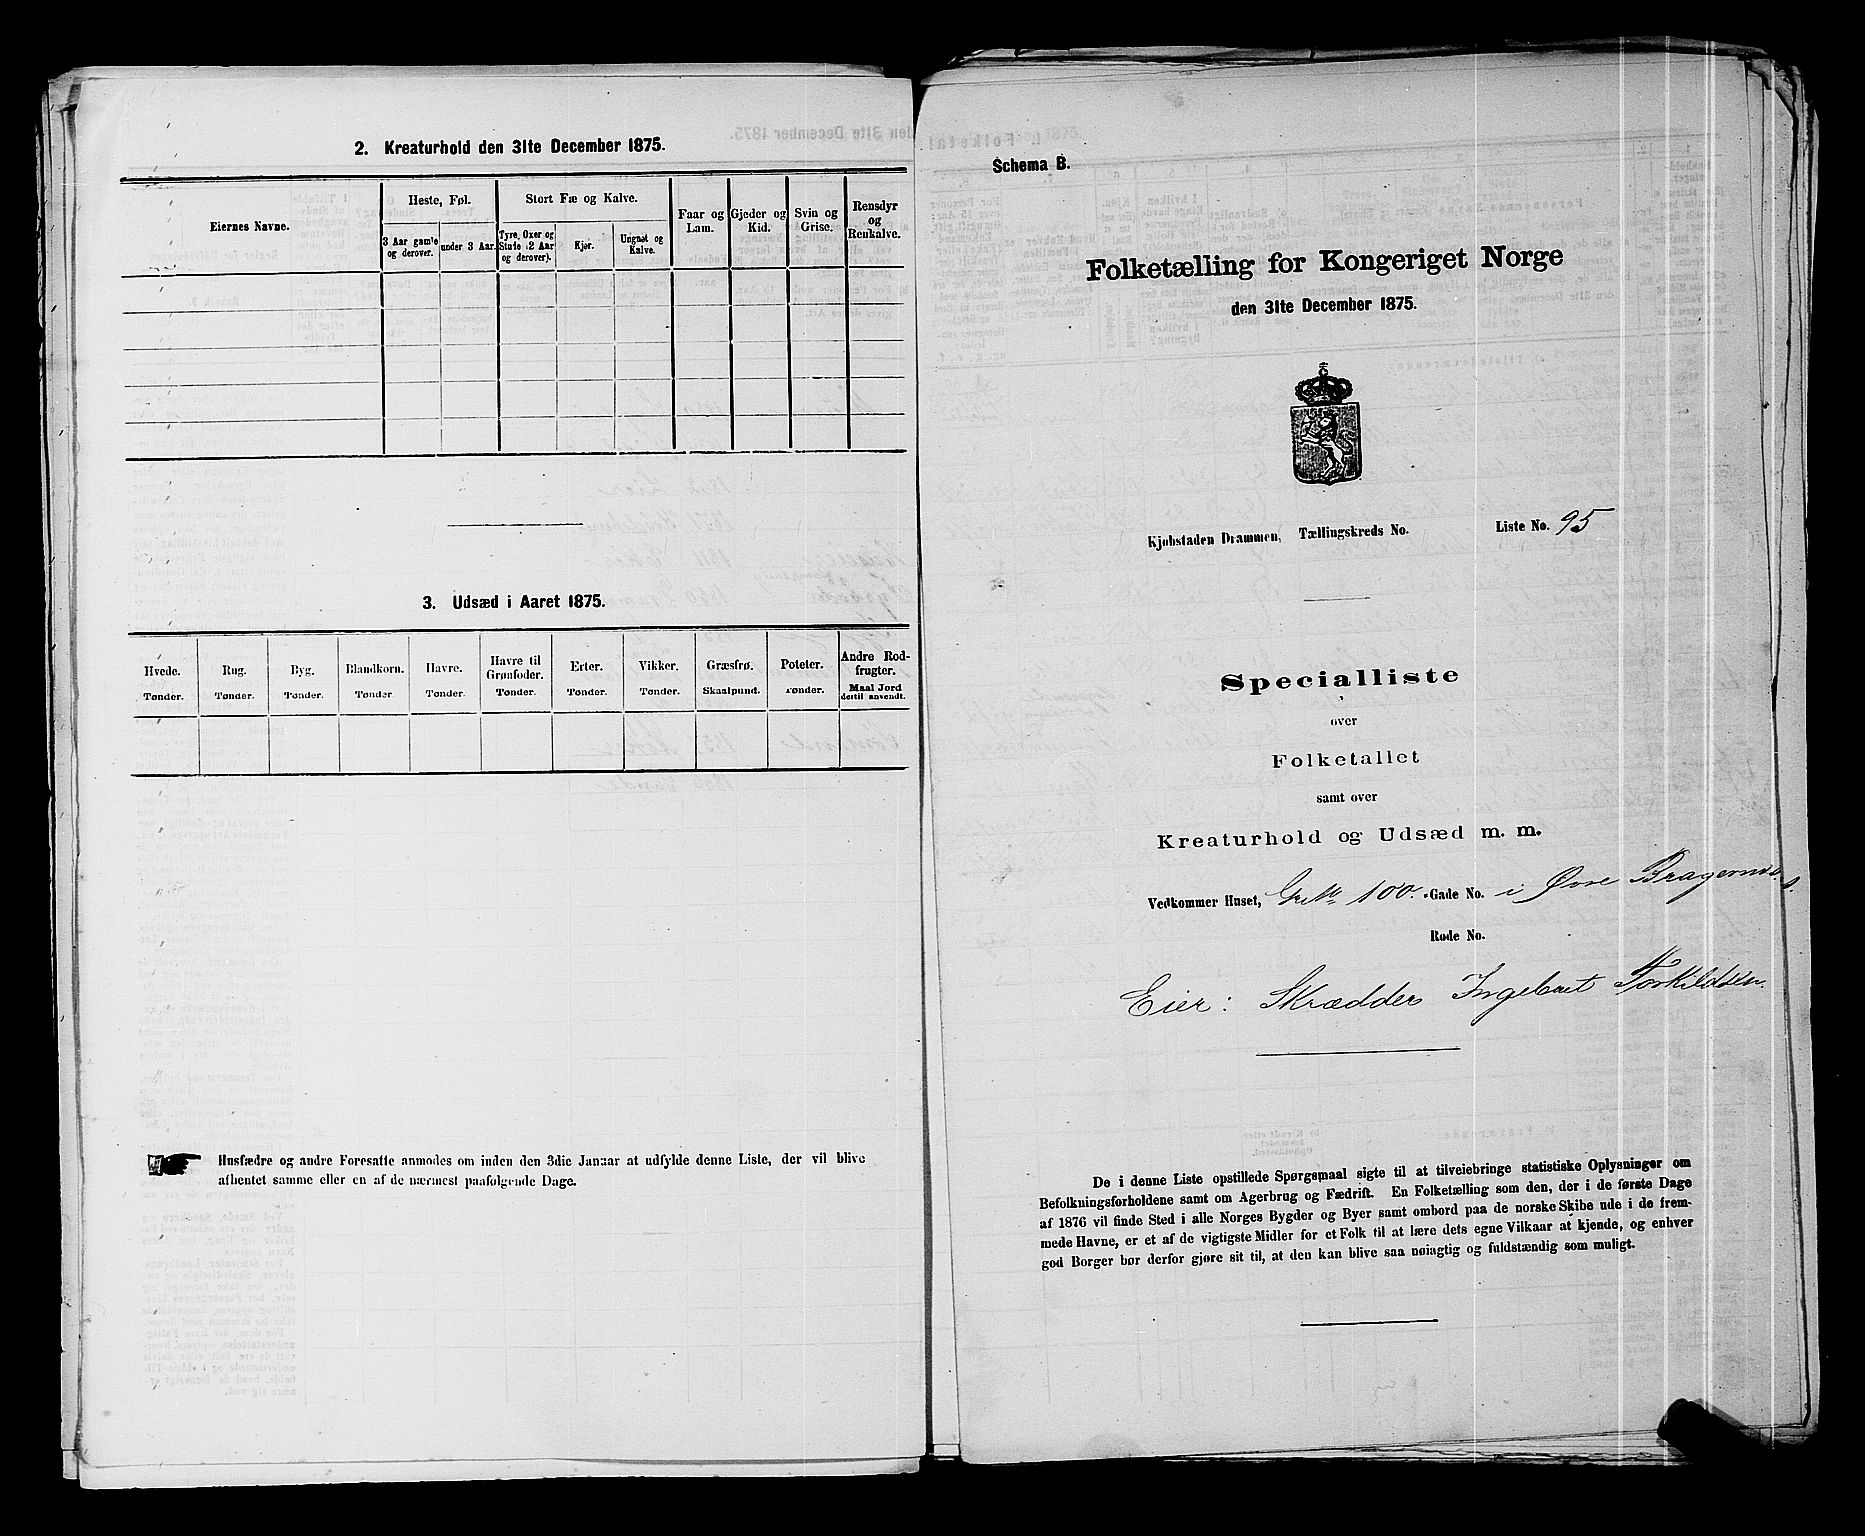 2. Kreaturhold den 31te December 1875.
Eiernes Navne.
Heste, Føl.
3 Aar gamle og derover.
under 3 Aar.
Stort Fæ og Kalve.
Tyre, Oxer og Stude (2 Aar og derover).
Kjør.
Ungnøt og Kalve.
Faar og Lam.
Gjeder og Kid.
Svin og Grise.
Rensdyr og Renkalve.
3. Udsæd i Aaret 1875.
Hvede. Rug. Byg. Blandkorn. Havre. Havre til Grønfoder. Erter. Vikker. Græsfrø. Poteter. Andre Rodfrugter.
Tønder. Tønder. Tønder. Tønder. Tønder. Tønder. Tønder. Tønder. Skaalpund. Tønder. Maal Jord dertil anvendt.
Husfædre og andre Foresatte anmodes om inden den 3die Januar at udfylde denne Liste, der vil blive
afhentet samme eller en af de nærmest paafølgende Dage.
Schema B.
Folketælling for Kongeriget Norge
den 31te December 1875.
Kjøbstaden Drammen, Tællingskreds No. Liste No. 95
Specialliste
over
Folketallet
samt over
Kreaturhold og Udsæd m. m.
Vedkommer Huset, 100. Gade No. i Øvre Bragernæs.
Rode No.
Eier: Skrædder Ingebret Torkildsen.
De i denne Liste opstillede Spørgsmaal sigte til at tilveiebringe statistiske Oplysninger om
Befolkningsforholdene samt om Agerbrug og Fædrift. En Folketælling som den, der i de første Dage
af 1876 vil finde Sted i alle Norges Bygder og Byer samt ombord paa de norske Skibe ude i de frem-
mede Havne, er et af de vigtigste Midler for et Folk til at lære dets egne Vilkaar at kjende, og enhver
god Borger bør derfor gjøre sit til, at den kan blive saa nøiagtig og fuldstændig som muligt.